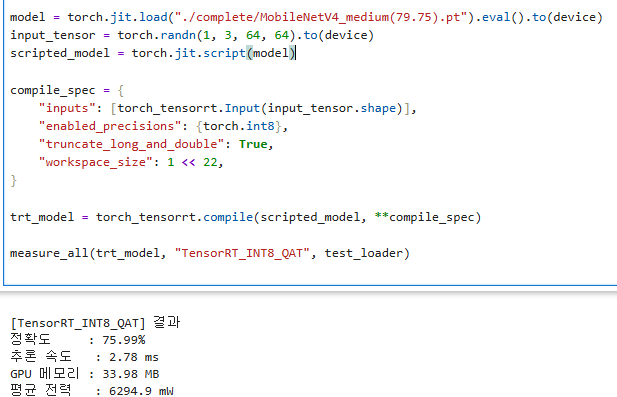 model = torch.jit.load("./complete/MobileNetV4_medium(79.75).pt").eval().to(device)
input_tensor = torch.randn(1, 3, 64, 64).to(device)
scripted_model = torch.jit.script(model)
compile_spec = {
    "inputs": [torch_tensorrt.Input(input_tensor.shape)],
    "enabled_precisions": {torch.int8},
    "truncate_long_and_double": True,
    "workspace_size": 1 << 22,
}
trt_model = torch_tensorrt.compile(scripted_model, **compile_spec)
measure_all(trt_model, "TensorRT_INT8_QAT", test_loader)
[TensorRT_INT8_QAT] 결과
정확도     : 75.99%
추론 속도   : 2.78 ms
GPU 메모리 : 33.98 MB
평균 전력   : 6294.9 mW